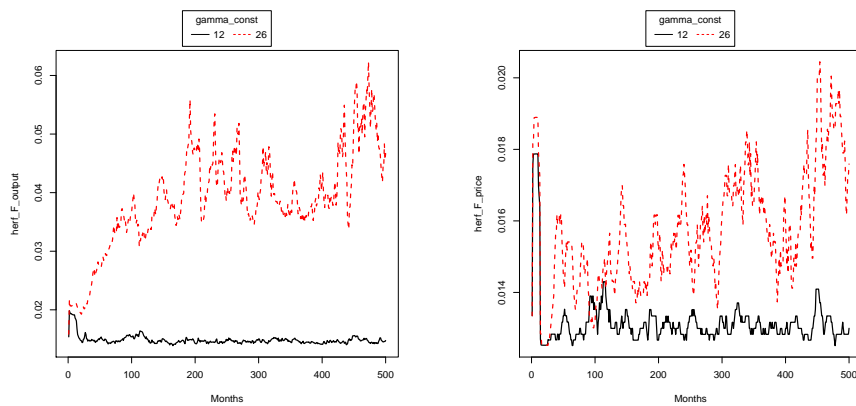 gamma_const
12 26
herf_F_output
0.02 0.03 0.04 0.05 0.06
0 100 200 300 400 500
Months
gamma_const
12 26
herf_F_price
0.014 0.016 0.018 0.020
0 100 200 300 400 500
Months